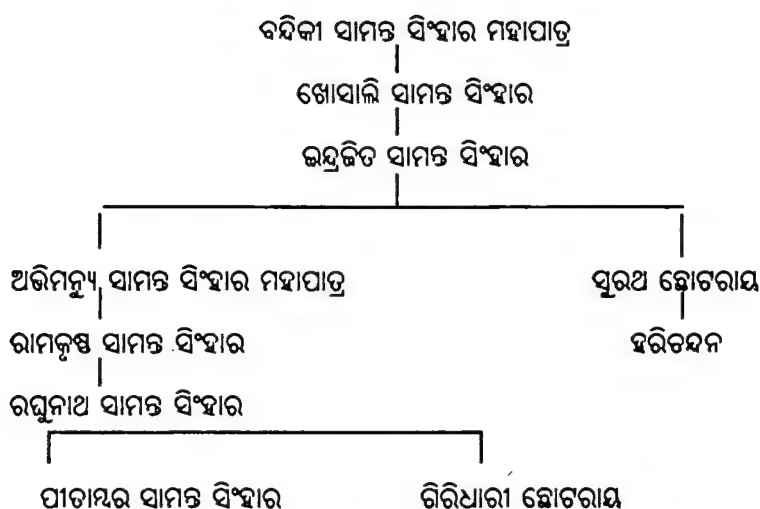 ବନ୍ଦିକୀ ସାମନ୍ତ ସିଂହାର ମହାପାତ୍ର
ଖୋସାଲି ସାମନ୍ତ ସିଂହାର
ଇନ୍ଦ୍ରଜିତ ସାମନ୍ତ ସିଂହାର
ଅଭିମନ୍ୟୁ ସାମନ୍ତ ସିଂହାର ମହାପାତ୍ର ସୁରଥ ଛୋଟରାୟ
ରାମକୃଷ୍ଣ ସାମନ୍ତ ସିଂହାର ହରିଚନ୍ଦନ
ରଘୁନାଥ ସାମନ୍ତ ସିଂହାର
ପୀତାମ୍ବର ସାମନ୍ତ ସିଂହାର ଗିରିଧାରୀ ଛୋଟରାୟ